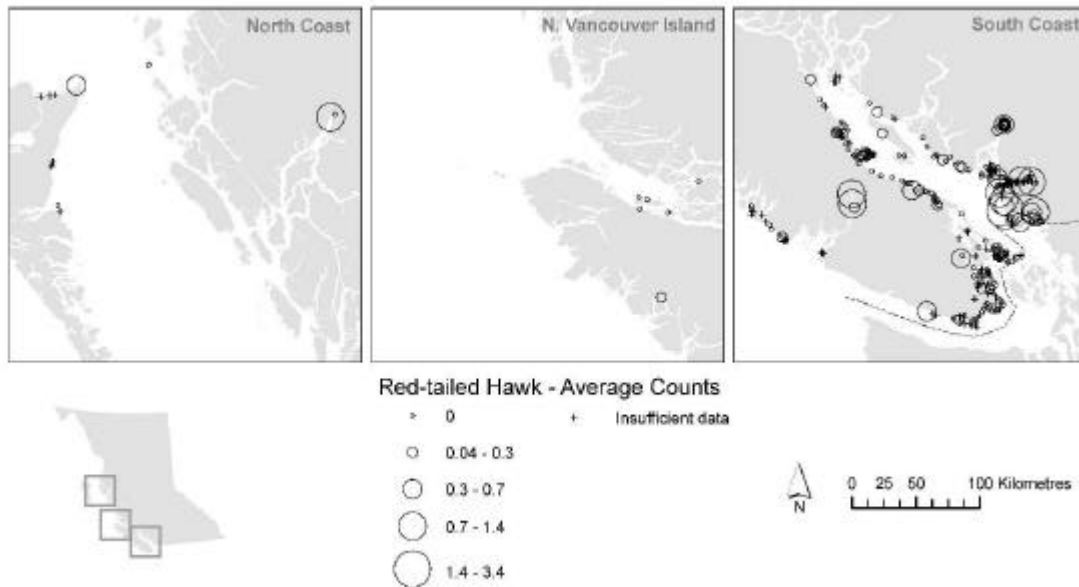 North Coast
N. Vancouver Island
South Coast
Red-tailed Hawk - Average Counts
0
Insufficient data
0.04 - 0.3
0.3 - 0.7
0.7 - 1.4
1.4 - 3.4
N
0 25 50 100 Kilometres